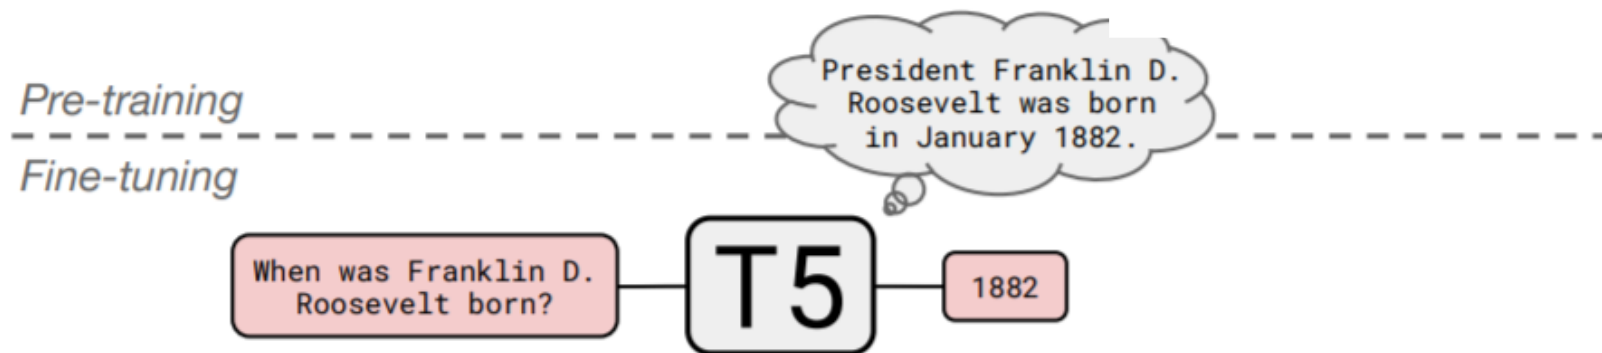 Pre-training
President Franklin D.
Roosevelt was born
in January 1882.
Fine-tuning
When was Franklin D.
Roosevelt born?
T5
1882